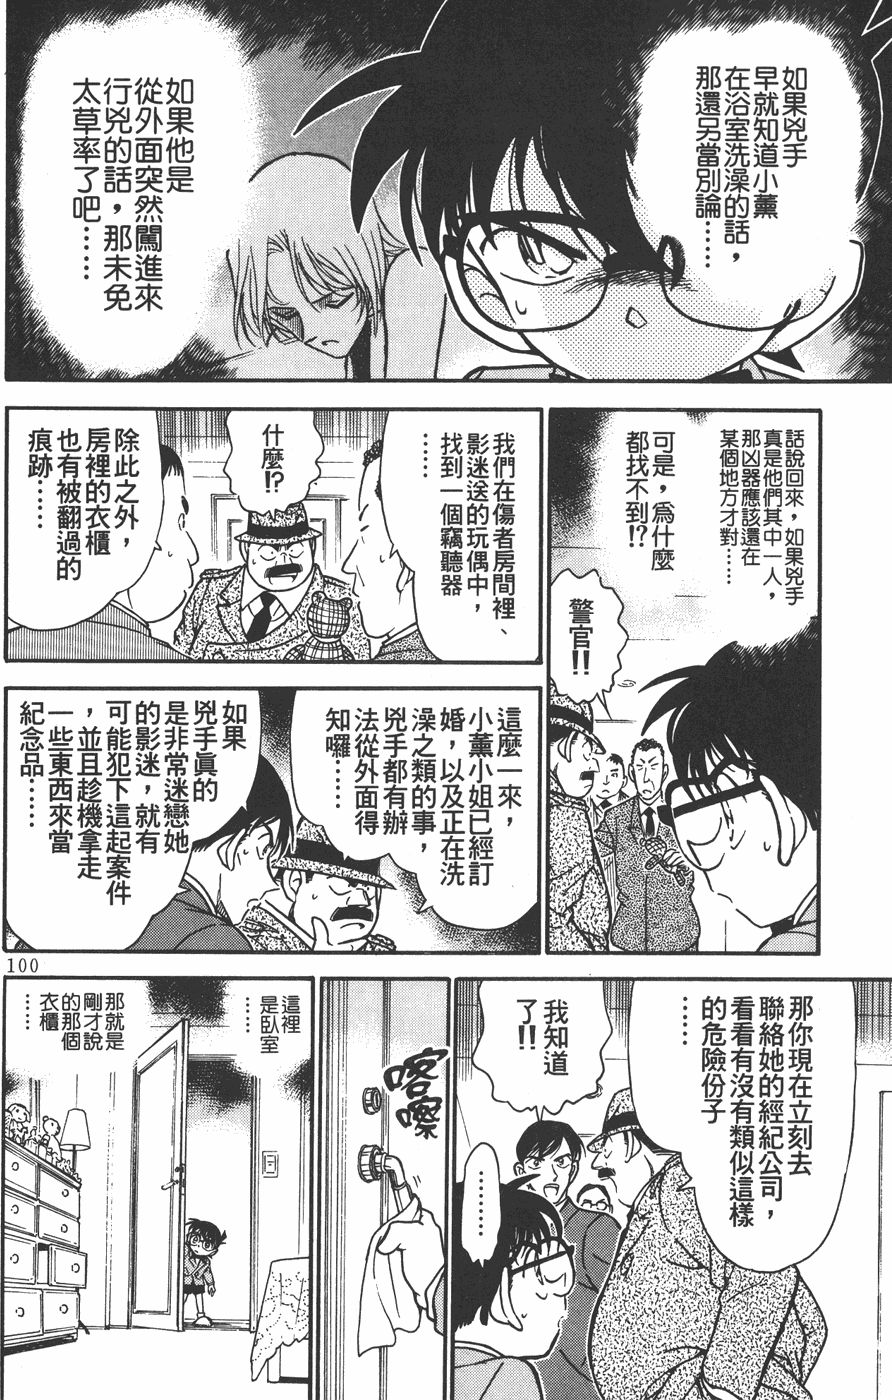 如果兇手
早就知道小薰
在浴室洗澡的話，
那還另當別論……
如果他是
從外面突然闖進來
行兇的話，那未免
太草率了吧……
話說回來，如果兇手
真是他們其中一人，
那凶器應該還在
某個地方才對……
可是，為什麼
都找不到!?
警官!!
我們在傷者房間裡、
影迷送的玩偶中，
找到一個竊聽器
……
什麼!?
除此之外，
房裡的衣櫃
也有被翻過的
痕跡……
這麼一來，
小薰小姐已經訂
婚，以及正在洗
澡之類的事，
兇手都有辦
法從外面得
知囉……
如果
兇手真的
是非常迷戀她
的影迷，就有
可能犯下這起案件
，並且趁機拿走
一些東西來當
紀念品……
100
那你現在立刻去
聯絡她的經紀公司，
看看有沒有類似這樣
的危險份子
……
我知道
了!!
……
喀嚓
這裡
是臥室
……
那就是
剛才說
的那個
衣櫃
……